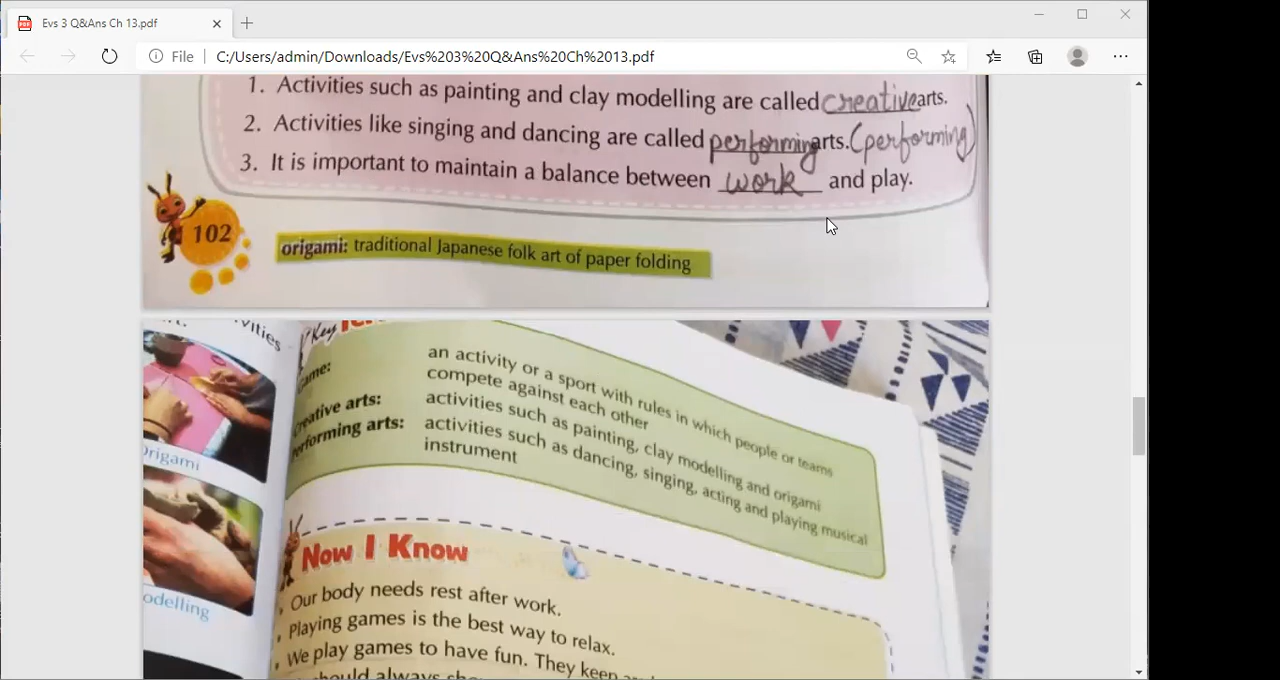 Evs 3 Q&Ans Ch 13.pdf
File
C:/Users/admin/Downloads/Evs%203%20Q&Ans%20Ch%2013.pdf
1. Activities such as painting and clay modelling are called creative arts.
2. Activities like singing and dancing are called performing arts. (performing)
3. It is important to maintain a balance between work and play.
102
origami: traditional Japanese folk art of paper folding
vities
Key
Game:
an activity or a sport with rules in which people or teams
compete against each other
Creative arts:
activities such as painting, clay modelling and origami
Performing arts:
activities such as dancing, singing, acting and playing musical
instrument
Origami
odelling
Now I Know
Our body needs rest after work.
Playing games is the best way to relax.
We play games to have fun. They keep
should always